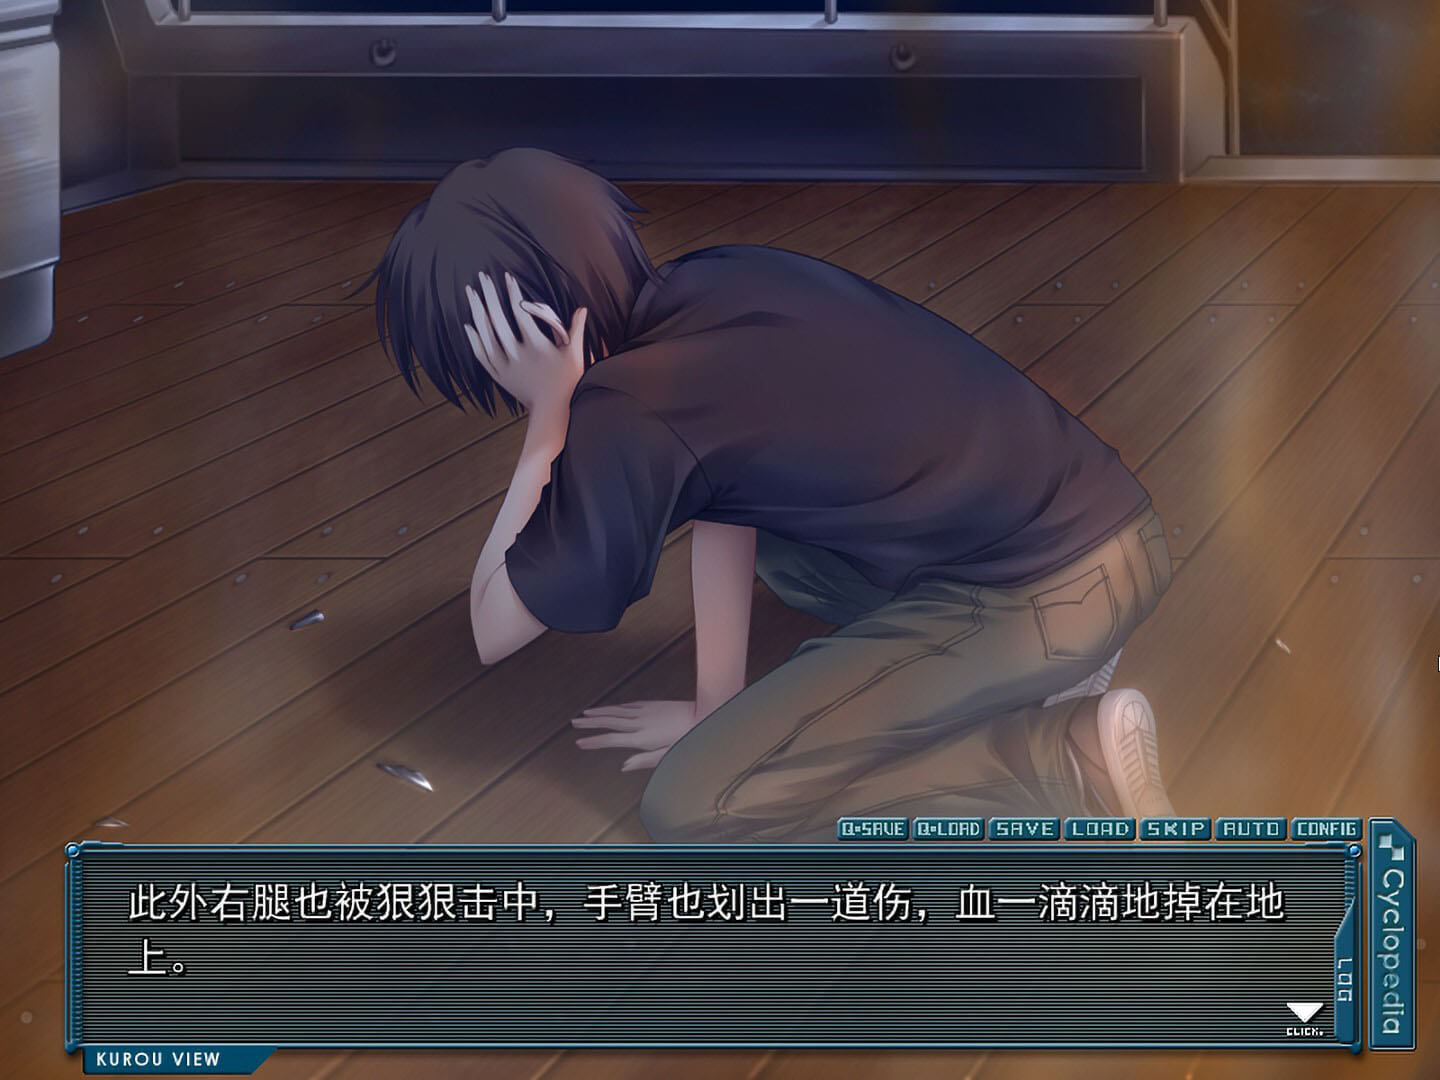 Q-SAVE Q-LOAD SAVE LOAD SKIP AUTO CONFIG
此外右腿也被狠狠击中，手臂也划出一道伤，血一滴滴地掉在地
上。
CLICK.
LOG
Cyclopedia
KUROU VIEW